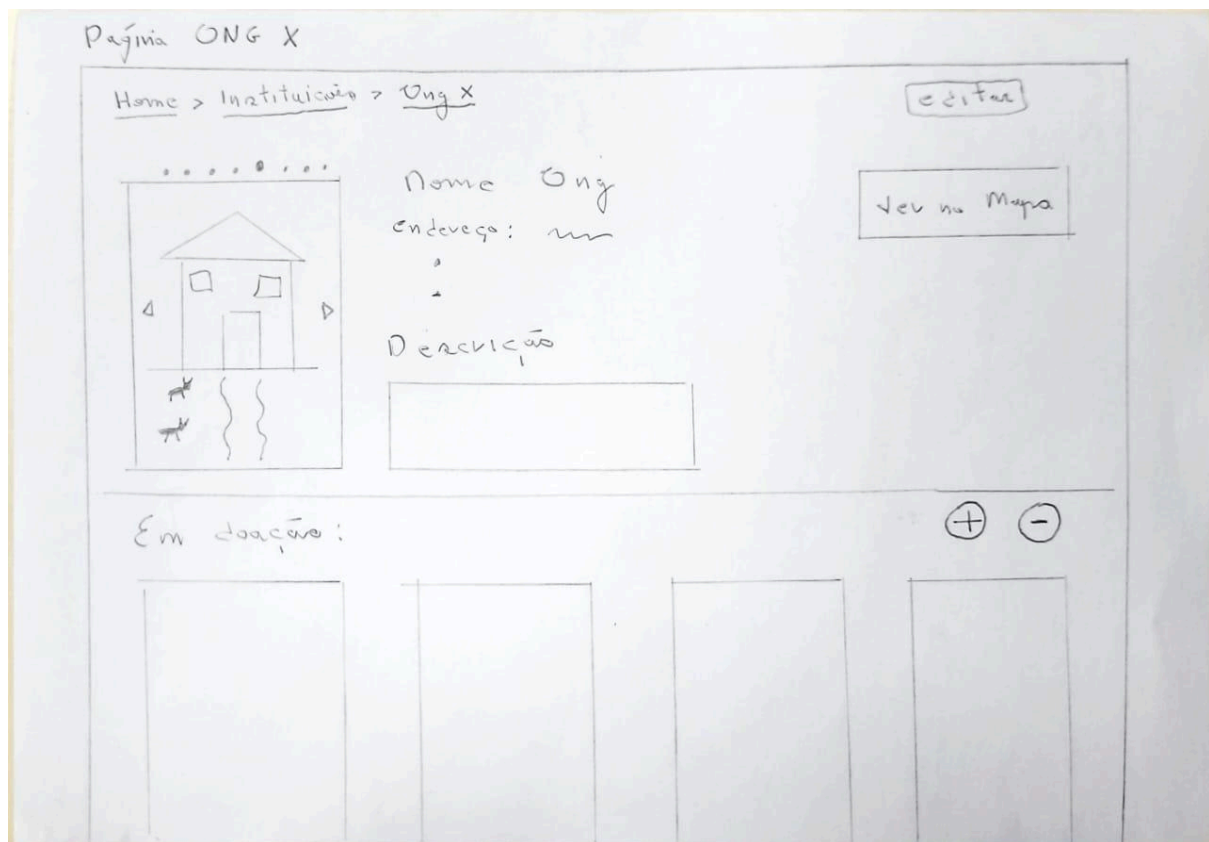 Página ONG X
Home > Instituição > Ong X
editar
Nome Ong
Ver no Mapa
endereço:
Descrição
Em doação:
+ -